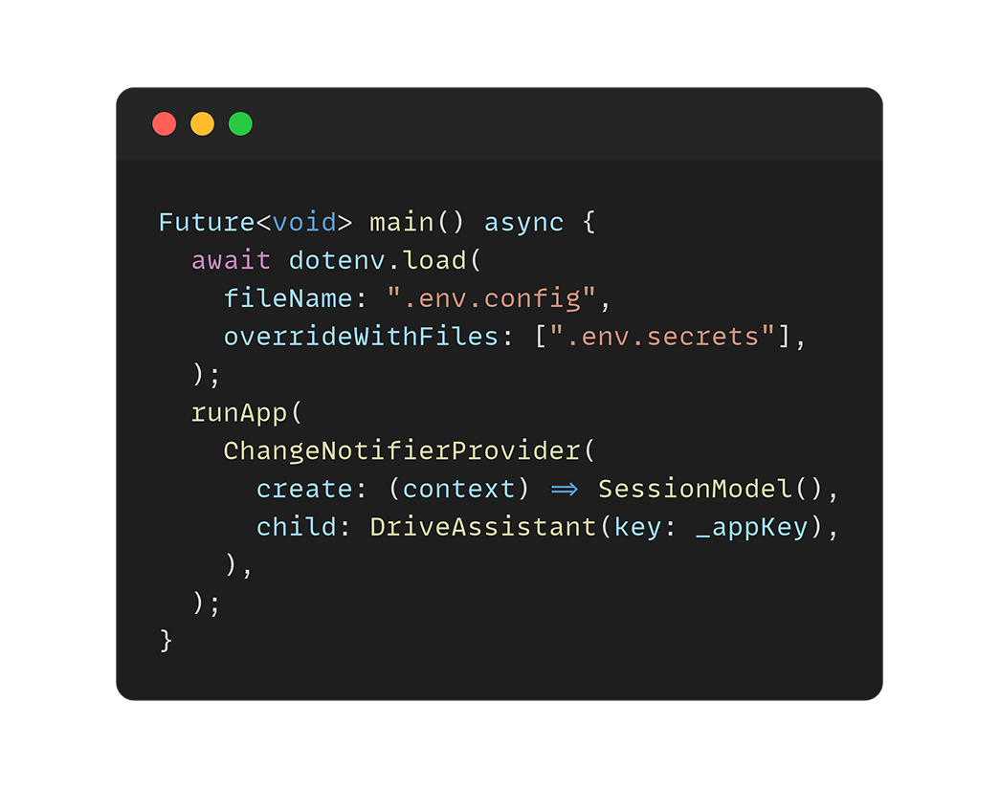 Future<void> main() async {
  await dotenv.load(
    fileName: ".env.config",
    overrideWithFiles: [".env.secrets"],
  );
  runApp(
    ChangeNotifierProvider(
      create: (context) => SessionModel(),
      child: DriveAssistant(key: _appKey),
    ),
  );
}